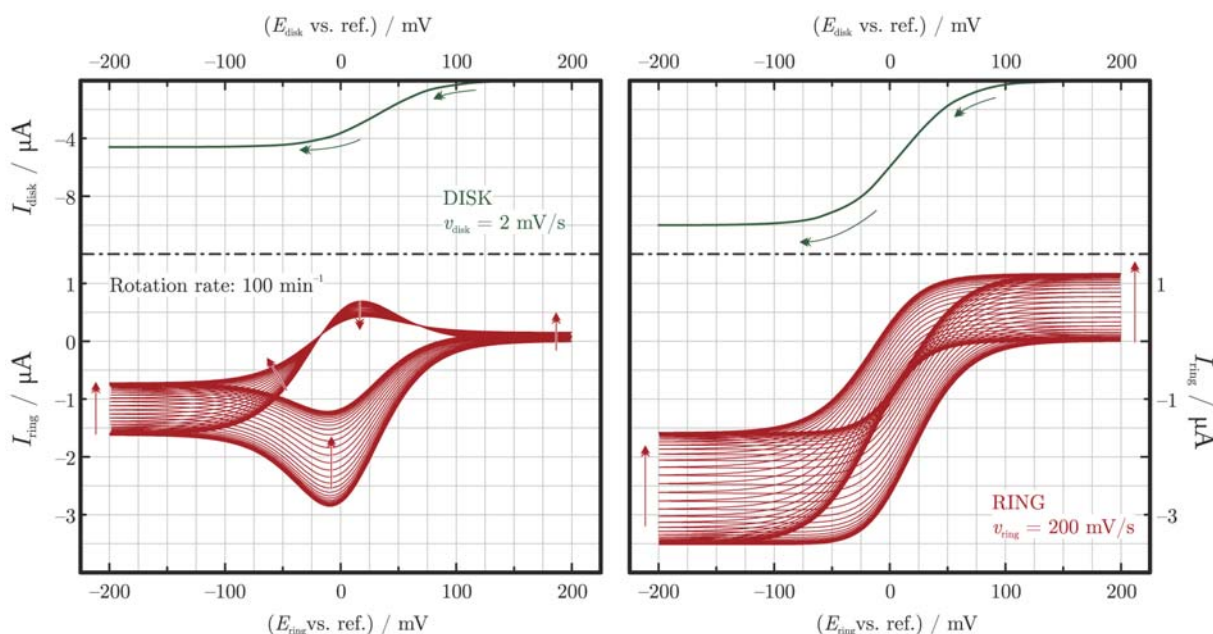 (E_disk vs. ref.) / mV
−200 −100 0 100 200
I_disk / µA
−4
−8
DISK
v_disk = 2 mV/s
Rotation rate: 100 min⁻¹
I_ring / µA
1
0
−1
−2
−3
−200 −100 0 100 200
(E_ring vs. ref.) / mV
(E_disk vs. ref.) / mV
−200 −100 0 100 200
RING
v_ring = 200 mV/s
1
−1
−3
I_ring / µA
−200 −100 0 100 200
(E_ring vs. ref.) / mV